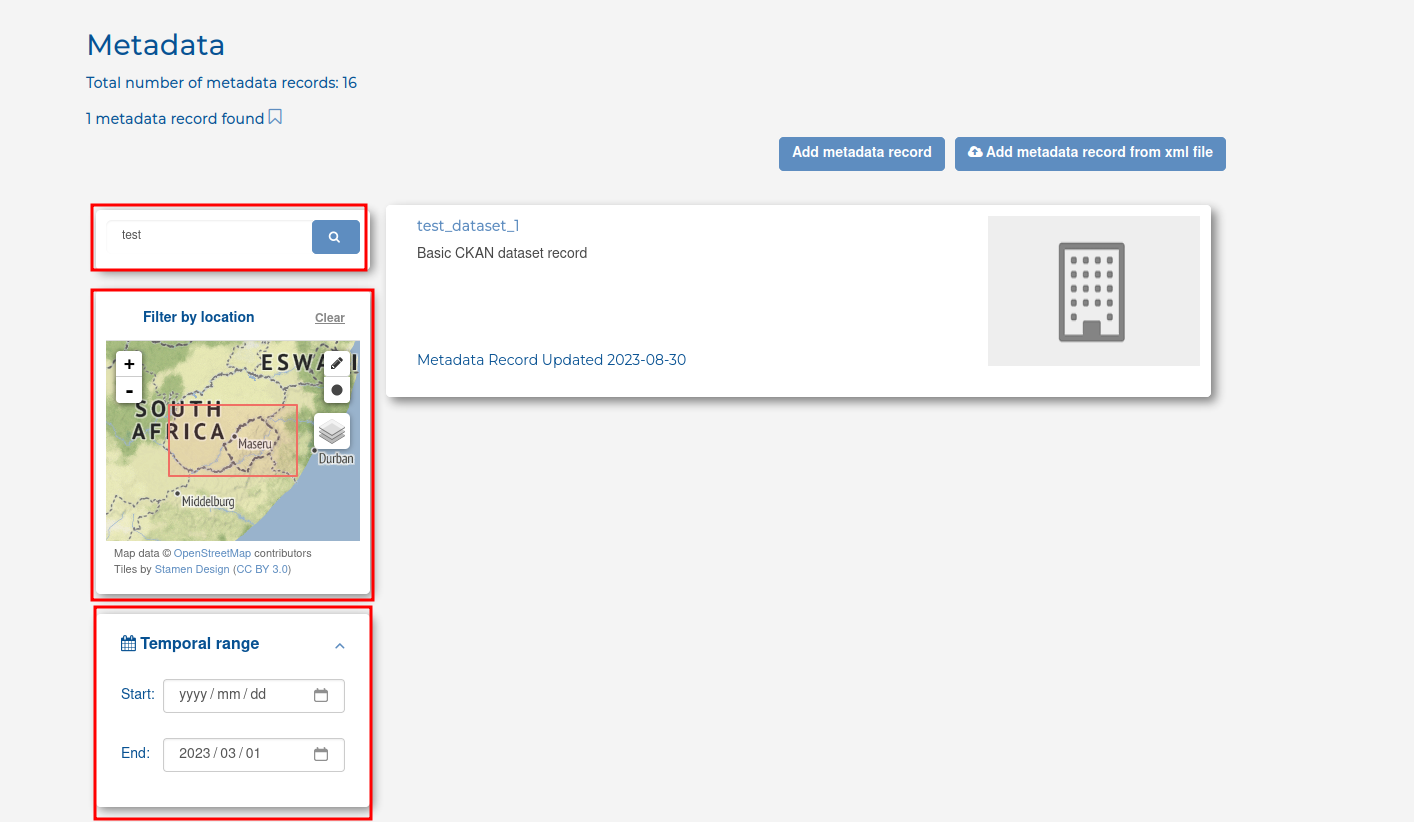 Metadata
Total number of metadata records: 16
1 metadata record found
Add metadata record
Add metadata record from xml file
test
test_dataset_1
Basic CKAN dataset record
Metadata Record Updated 2023-08-30
Filter by location
Clear
+
-
SOUTH
AFRICA
Maseru
Durban
Middelburg
Map data © OpenStreetMap contributors
Tiles by Stamen Design (CC BY 3.0)
Temporal range
Start:
yyyy / mm / dd
End:
2023 / 03 / 01